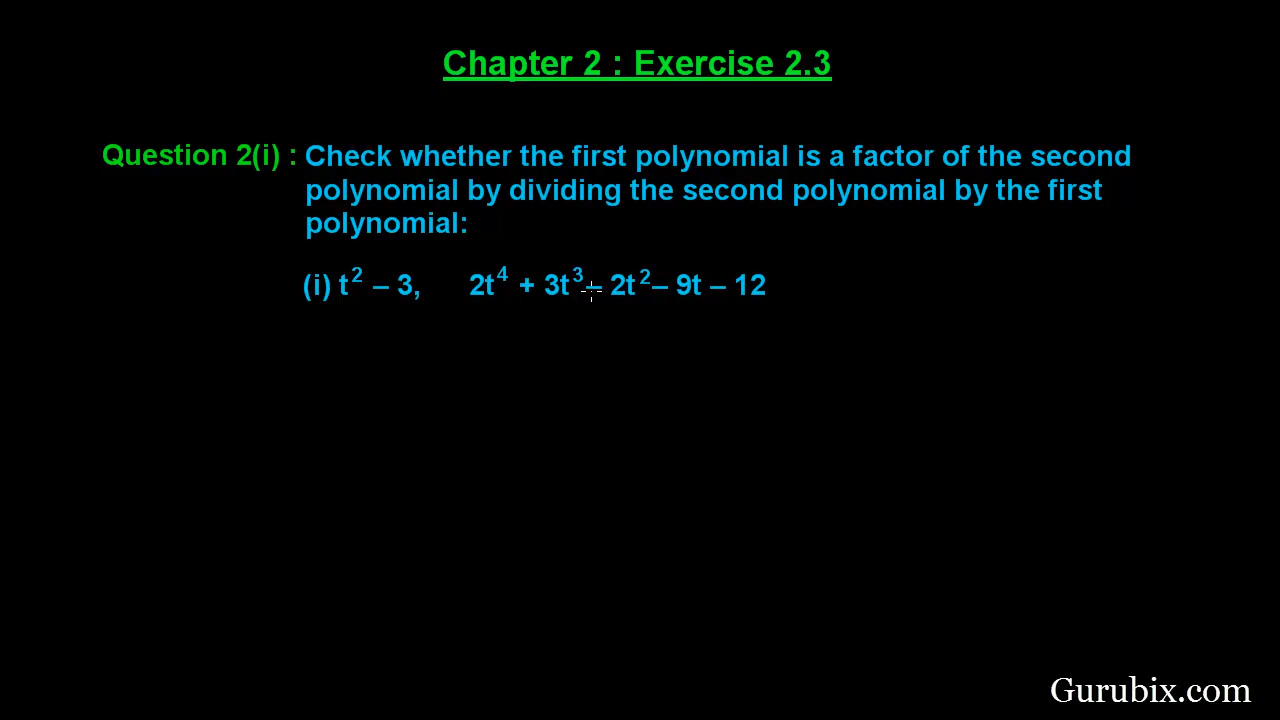 Chapter 2 : Exercise 2.3
Question 2(i) : Check whether the first polynomial is a factor of the second
polynomial by dividing the second polynomial by the first
polynomial:
(i) t² – 3, 2t⁴ + 3t³ – 2t² – 9t – 12
Gurubix.com